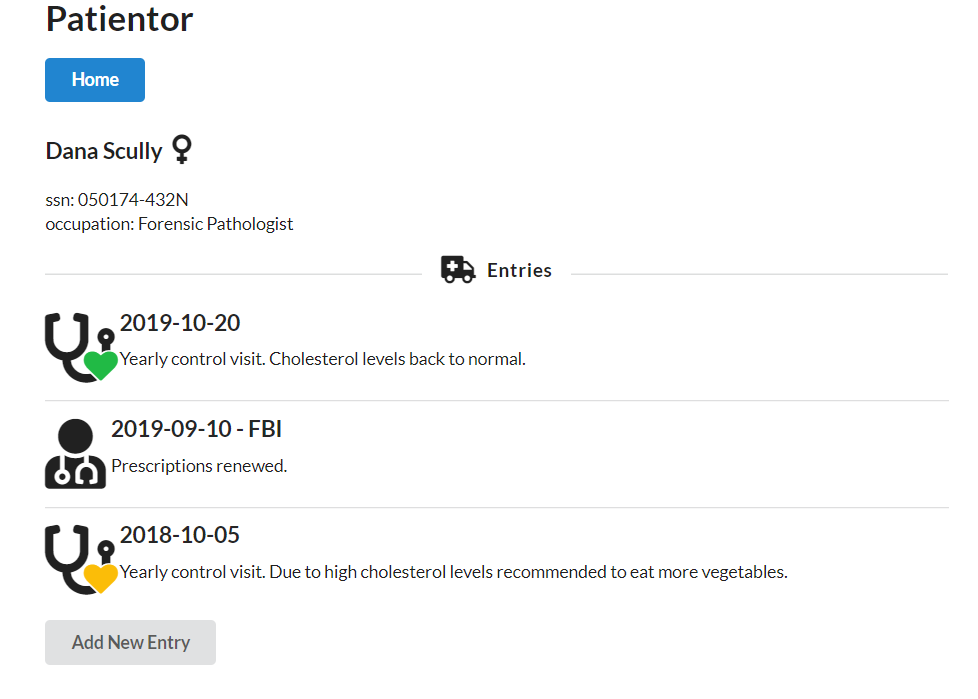 Patientor
Home
Dana Scully
ssn: 050174-432N
occupation: Forensic Pathologist
Entries
2019-10-20
Yearly control visit. Cholesterol levels back to normal.
2019-09-10 - FBI
Prescriptions renewed.
2018-10-05
Yearly control visit. Due to high cholesterol levels recommended to eat more vegetables.
Add New Entry